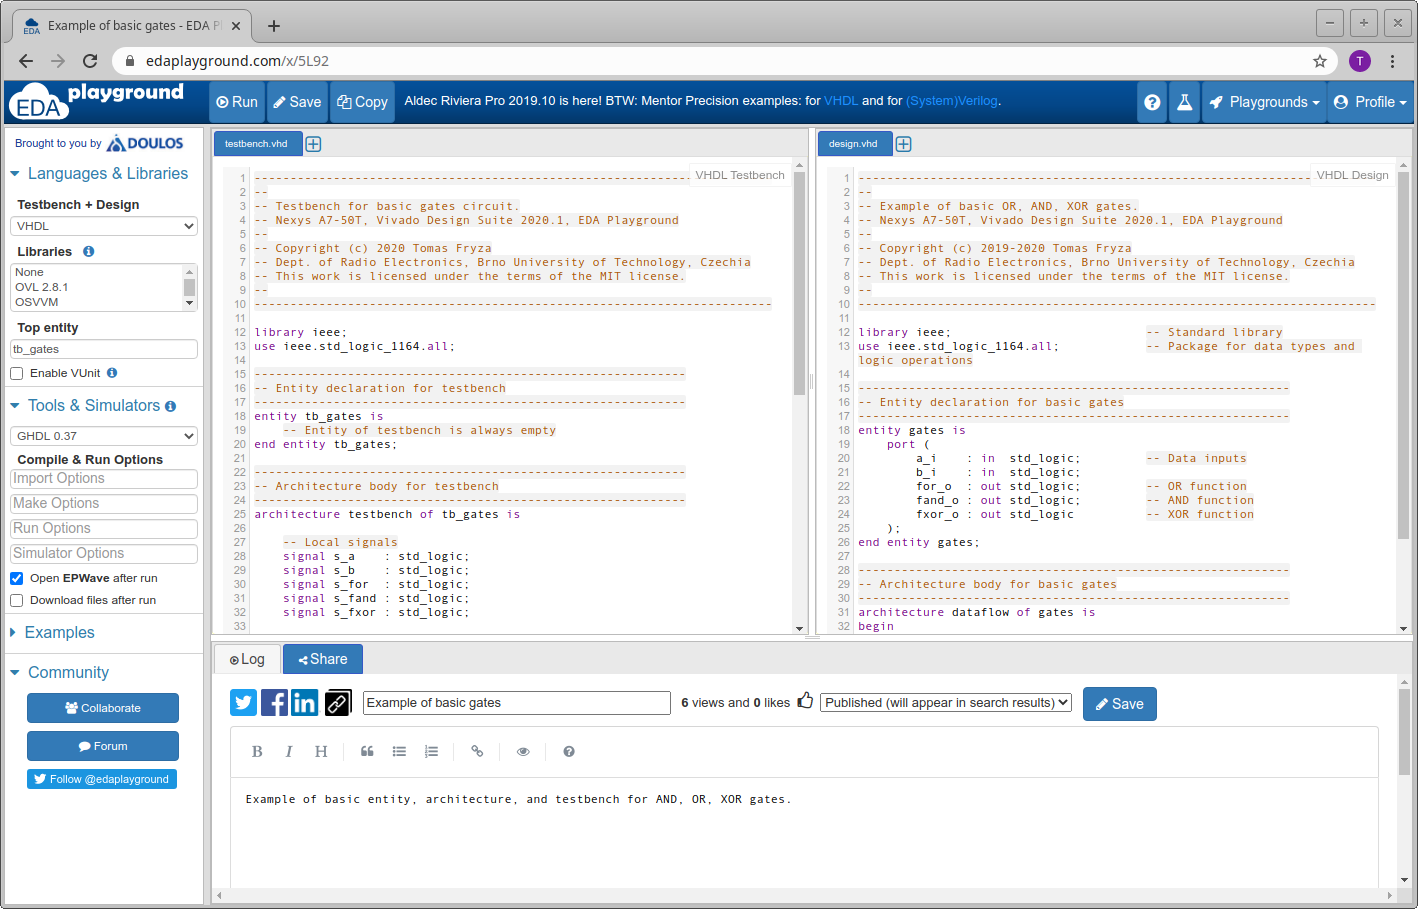 Example of basic gates - EDA P
edaplayground.com/x/5L92
T
EDA playground
Run
Save
Copy
Aldec Riviera Pro 2019.10 is here! BTW: Mentor Precision examples: for VHDL and for (System)Verilog.
Playgrounds
Profile
Brought to you by DOULOS
Languages & Libraries
Testbench + Design
VHDL
Libraries
None
OVL 2.8.1
OSVVM
Top entity
tb_gates
Enable VUnit
Tools & Simulators
GHDL 0.37
Compile & Run Options
Import Options
Make Options
Run Options
Simulator Options
Open EPWave after run
Download files after run
Examples
Community
Collaborate
Forum
Follow @edaplayground
testbench.vhd
VHDL Testbench
1 ------------------------------------------------------------------------
2 --
3 -- Testbench for basic gates circuit.
4 -- Nexys A7-50T, Vivado Design Suite 2020.1, EDA Playground
5 --
6 -- Copyright (c) 2020 Tomas Fryza
7 -- Dept. of Radio Electronics, Brno University of Technology, Czechia
8 -- This work is licensed under the terms of the MIT license.
9 --
10 ------------------------------------------------------------------------
11
12 library ieee;
13 use ieee.std_logic_1164.all;
14
15 ------------------------------------------------------------
16 -- Entity declaration for testbench
17 ------------------------------------------------------------
18 entity tb_gates is
19     -- Entity of testbench is always empty
20 end entity tb_gates;
21
22 ------------------------------------------------------------
23 -- Architecture body for testbench
24 ------------------------------------------------------------
25 architecture testbench of tb_gates is
26
27     -- Local signals
28     signal s_a    : std_logic;
29     signal s_b    : std_logic;
30     signal s_for  : std_logic;
31     signal s_fand : std_logic;
32     signal s_fxor : std_logic;
33
design.vhd
VHDL Design
1 ------------------------------------------------------------------------
2 --
3 -- Example of basic OR, AND, XOR gates.
4 -- Nexys A7-50T, Vivado Design Suite 2020.1, EDA Playground
5 --
6 -- Copyright (c) 2019-2020 Tomas Fryza
7 -- Dept. of Radio Electronics, Brno University of Technology, Czechia
8 -- This work is licensed under the terms of the MIT license.
9 --
10 ------------------------------------------------------------------------
11
12 library ieee;                           -- Standard library
13 use ieee.std_logic_1164.all;            -- Package for data types and
logic operations
14
15 ------------------------------------------------------------
16 -- Entity declaration for basic gates
17 ------------------------------------------------------------
18 entity gates is
19     port (
20         a_i    : in  std_logic;         -- Data inputs
21         b_i    : in  std_logic;
22         for_o  : out std_logic;         -- OR function
23         fand_o : out std_logic;         -- AND function
24         fxor_o : out std_logic          -- XOR function
25     );
26 end entity gates;
27
28 ------------------------------------------------------------
29 -- Architecture body for basic gates
30 ------------------------------------------------------------
31 architecture dataflow of gates is
32 begin
Log
Share
Example of basic gates
6 views and 0 likes
Published (will appear in search results)
Save
B I H
Example of basic entity, architecture, and testbench for AND, OR, XOR gates.